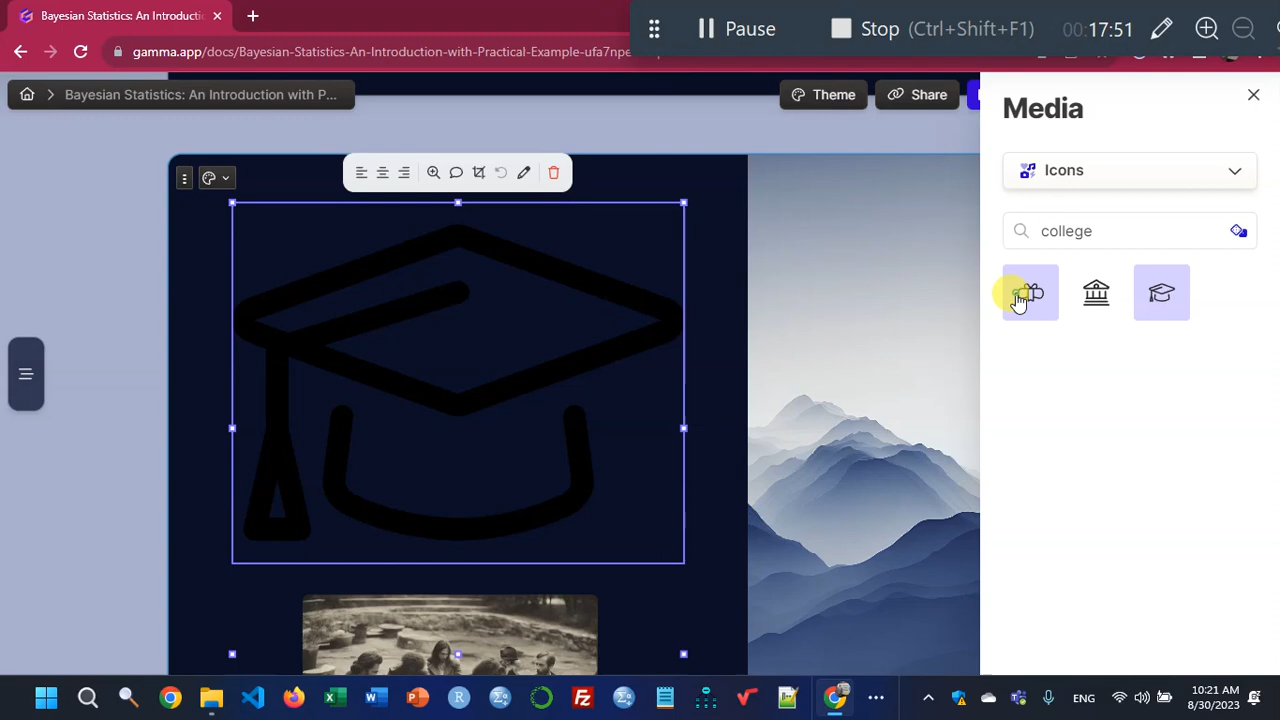 Bayesian Statistics: An Introducti
Pause
Stop (Ctrl+Shift+F1)
00:17:51
gamma.app/docs/Bayesian-Statistics-An-Introduction-with-Practical-Example-ufa7npe
Bayesian Statistics: An Introduction with P...
Theme
Share
Media
Icons
college
ENG
10:21 AM
8/30/2023